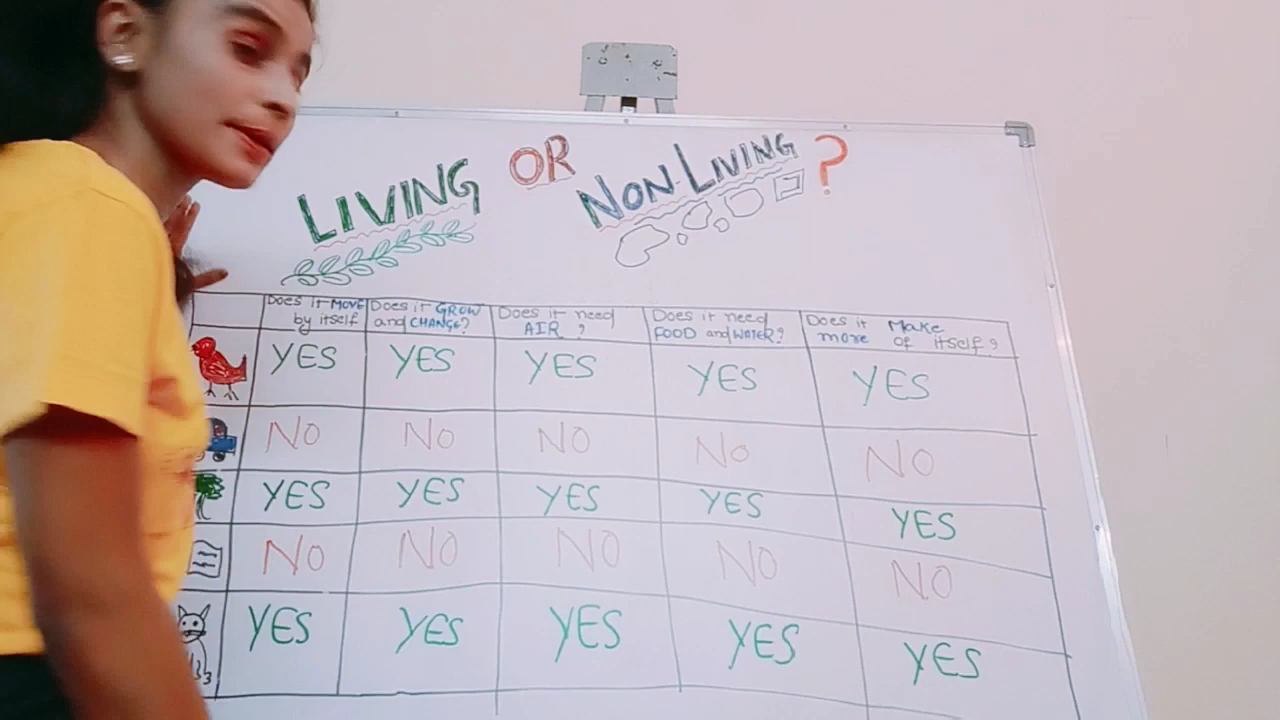 LIVING OR NON LIVING ?
Does it MOVE by itself
Does it GROW and CHANGE?
Does it need AIR ?
Does it need FOOD and WATER?
Does it Make more of itself?
YES YES YES YES YES
NO NO NO NO NO
YES YES YES YES YES
NO NO NO NO NO
YES YES YES YES YES